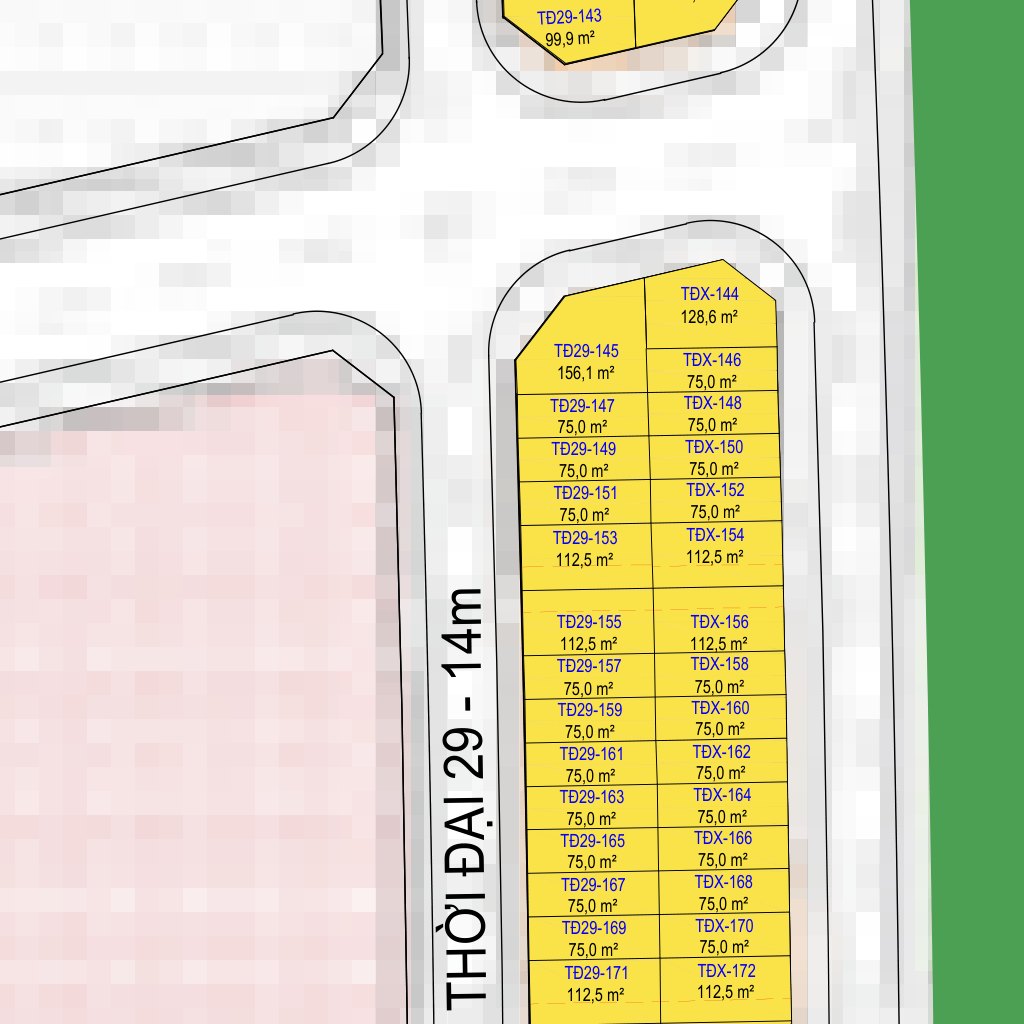 TĐ29-143
99,9 m²
TĐX-144
128,6 m²
TĐ29-145
156,1 m²
TĐX-146
75,0 m²
TĐ29-147
75,0 m²
TĐX-148
75,0 m²
TĐ29-149
75,0 m²
TĐX-150
75,0 m²
TĐ29-151
75,0 m²
TĐX-152
75,0 m²
TĐ29-153
112,5 m²
TĐX-154
112,5 m²
TĐ29-155
112,5 m²
TĐX-156
112,5 m²
TĐ29-157
75,0 m²
TĐX-158
75,0 m²
TĐ29-159
75,0 m²
TĐX-160
75,0 m²
TĐ29-161
75,0 m²
TĐX-162
75,0 m²
TĐ29-163
75,0 m²
TĐX-164
75,0 m²
TĐ29-165
75,0 m²
TĐX-166
75,0 m²
TĐ29-167
75,0 m²
TĐX-168
75,0 m²
TĐ29-169
75,0 m²
TĐX-170
75,0 m²
TĐ29-171
112,5 m²
TĐX-172
112,5 m²
THỜI ĐẠI 29 - 14m